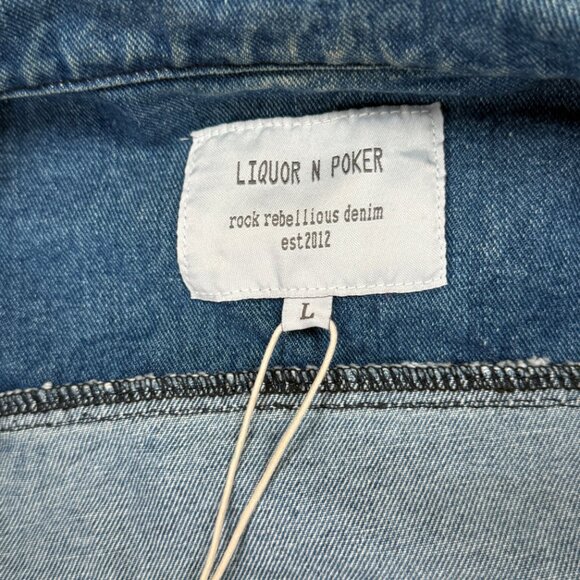 LIQUOR N POKER
rock rebellious denim
est2012
L